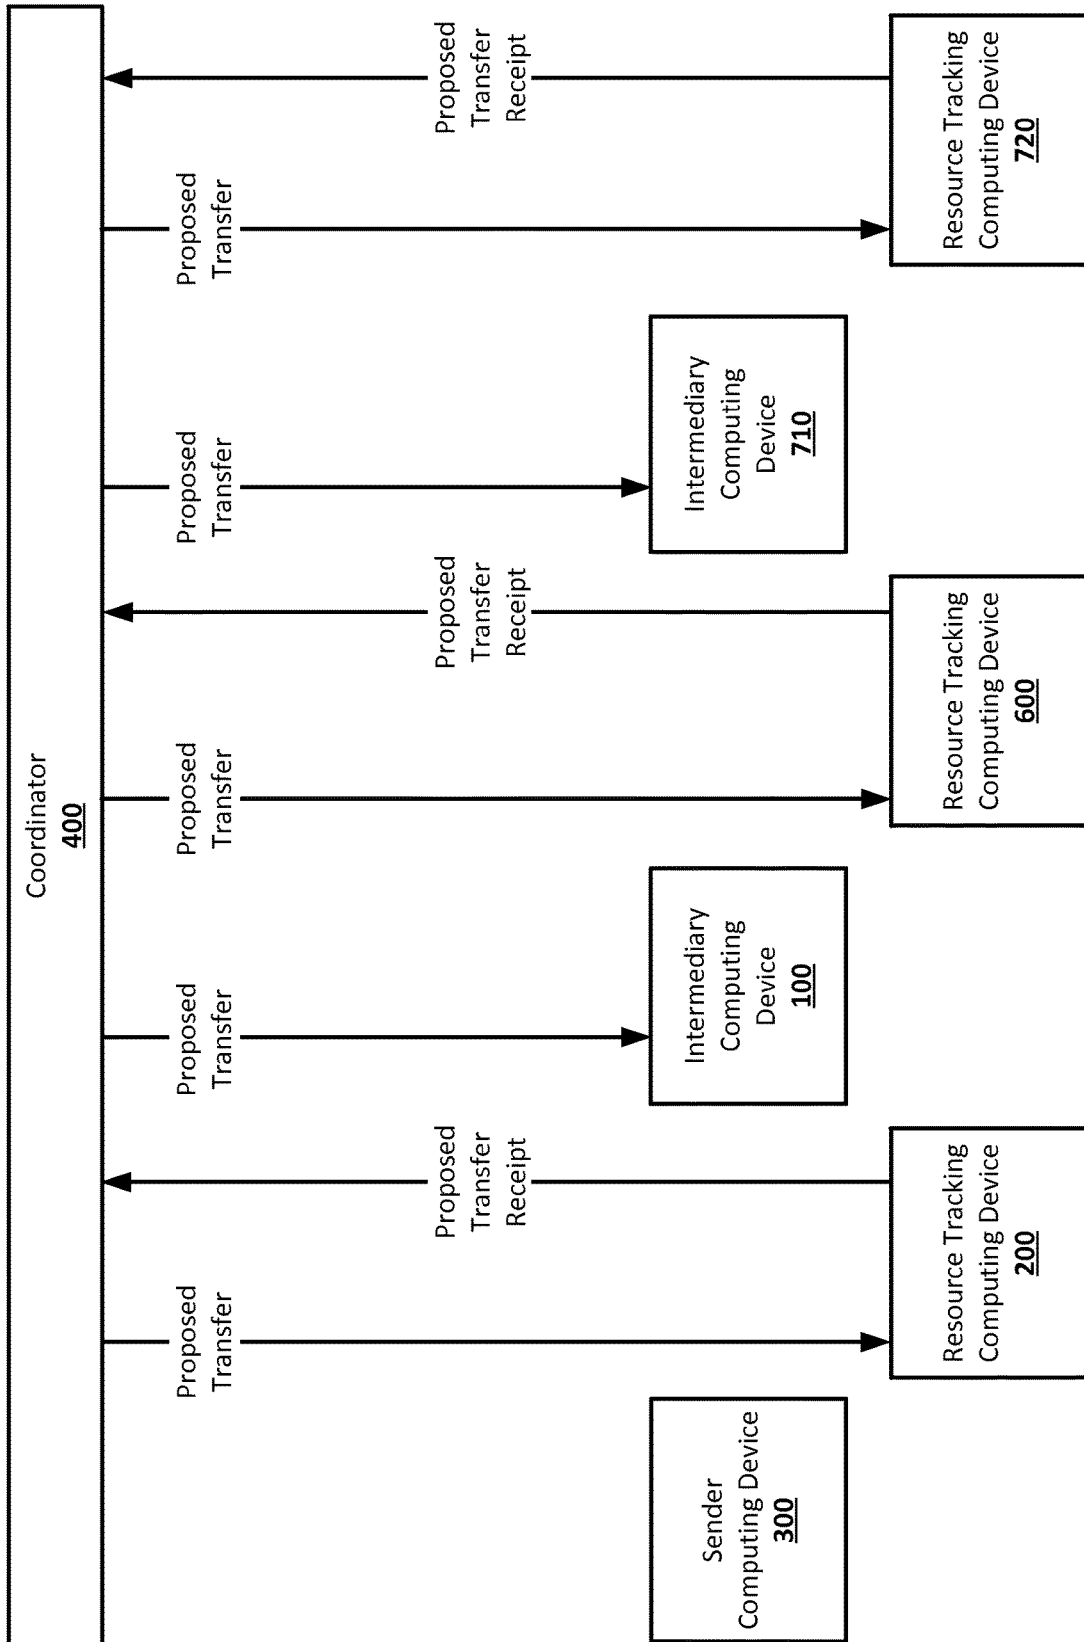 Coordinator
400
Proposed
Transfer
Proposed
Transfer
Receipt
Proposed
Transfer
Proposed
Transfer
Proposed
Transfer
Receipt
Proposed
Transfer
Proposed
Transfer
Proposed
Transfer
Receipt
Sender
Computing Device
300
Intermediary
Computing
Device
100
Intermediary
Computing
Device
710
Resource Tracking
Computing Device
200
Resource Tracking
Computing Device
600
Resource Tracking
Computing Device
720